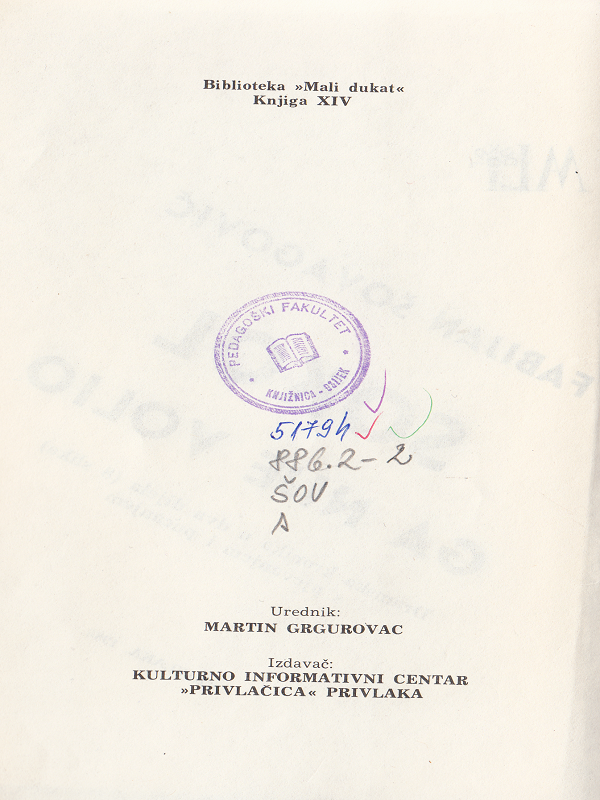 Biblioteka »Mali dukat«
Knjiga XIV
PEDAGOŠKI FAKULTET
KNJIŽNICA - OSIJEK
51794
886.2-2
ŠOV
A
Urednik:
MARTIN GRGUROVAC
Izdavač:
KULTURNO INFORMATIVNI CENTAR
»PRIVLAČICA« PRIVLAKA